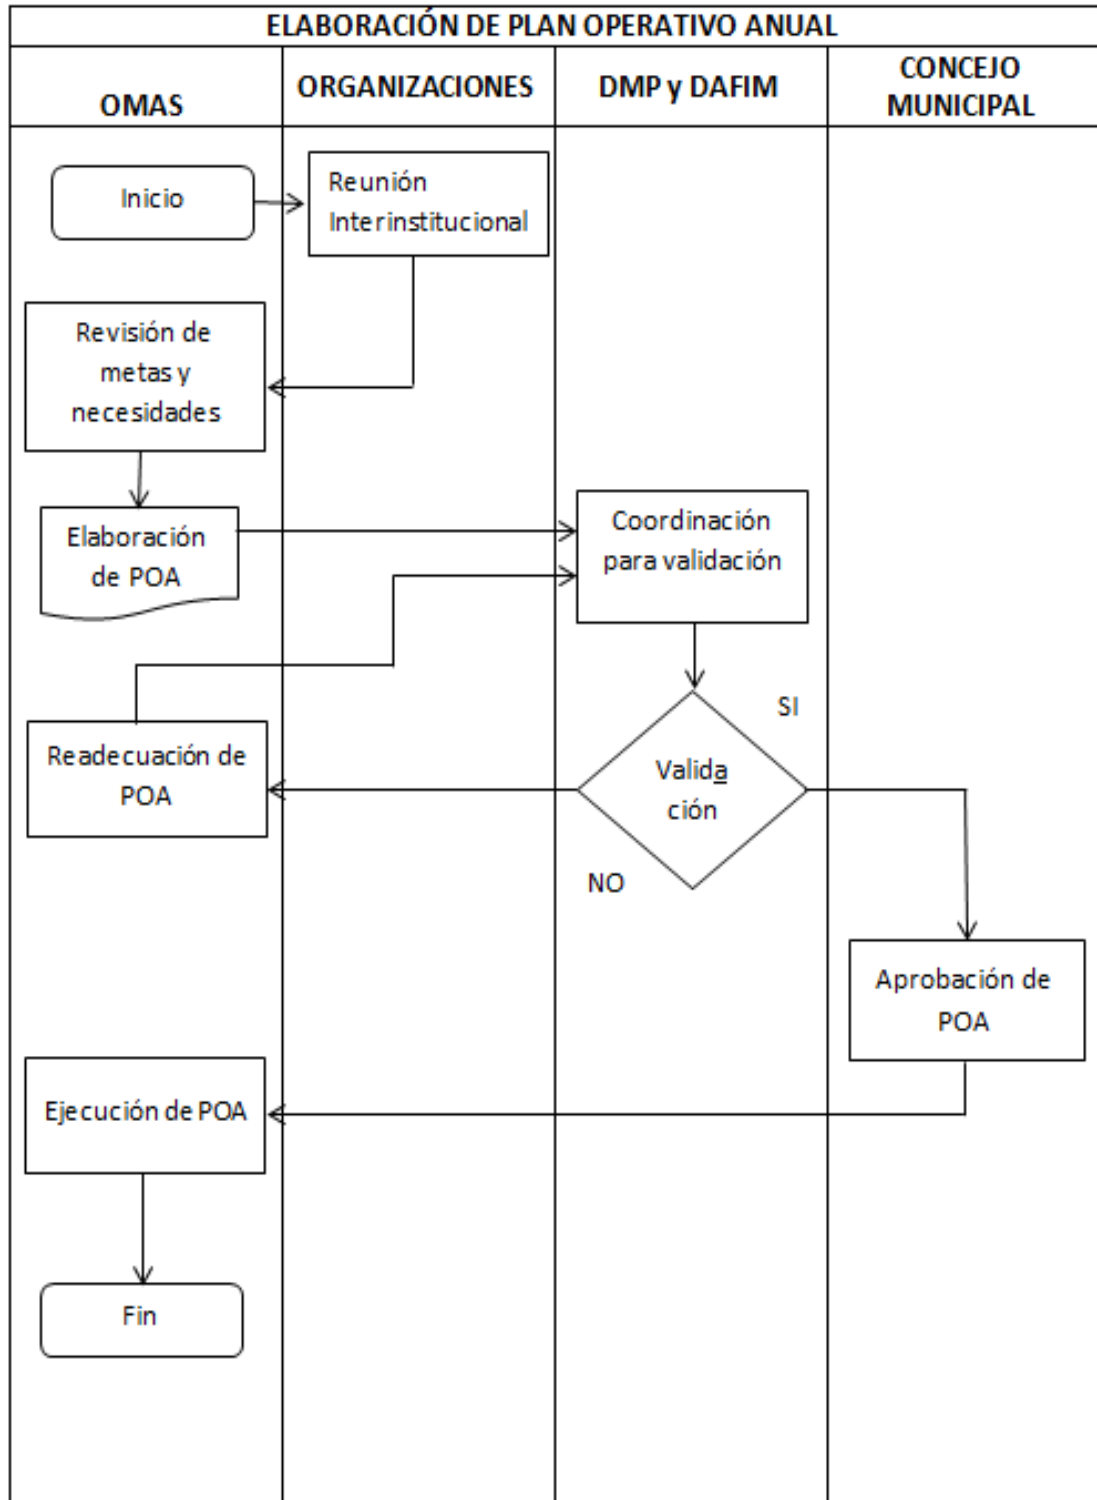 ELABORACIÓN DE PLAN OPERATIVO ANUAL
OMAS
ORGANIZACIONES
DMP y DAFIM
CONCEJO
MUNICIPAL
Inicio
Reunión
Interinstitucional
Revisión de
metas y
necesidades
Elaboración
de POA
Coordinación
para validación
Readecuación de
POA
Valida
ción
SI
NO
Aprobación de
POA
Ejecución de POA
Fin